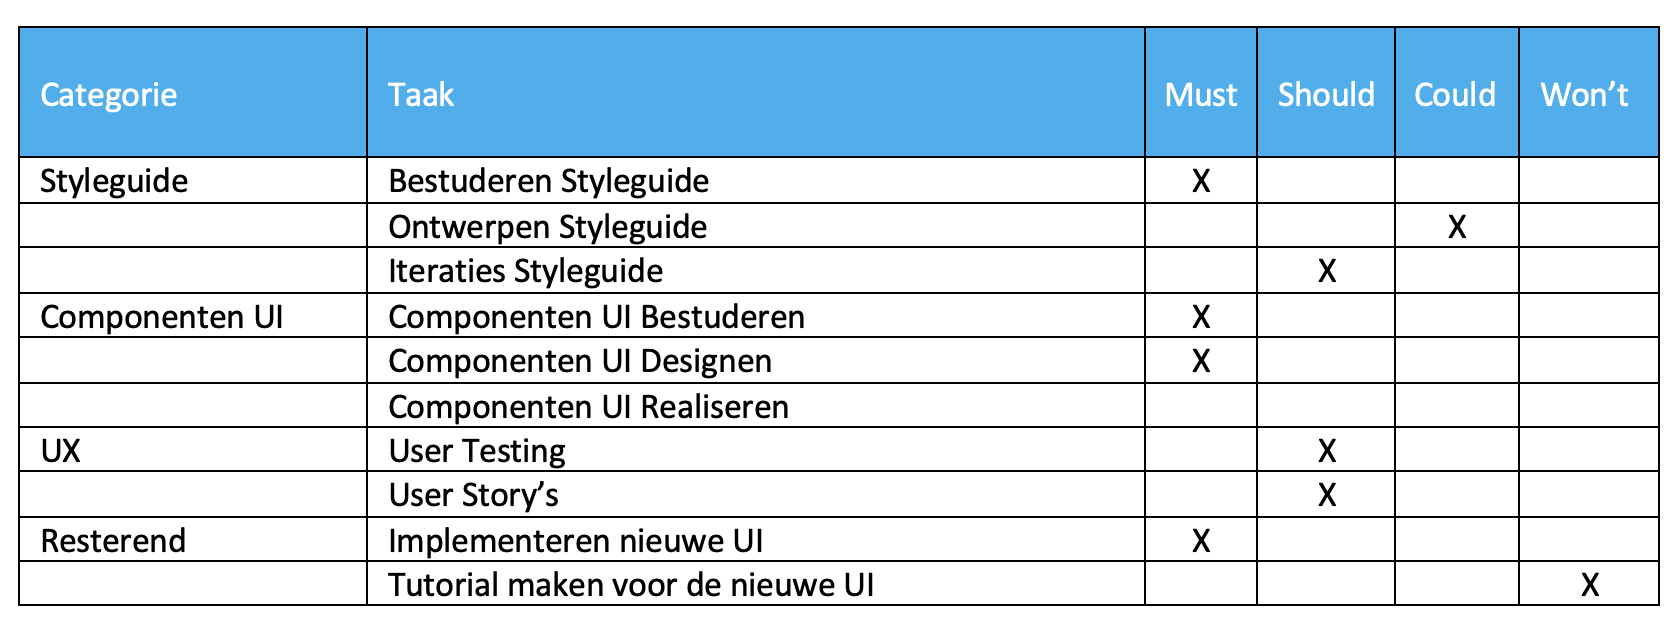 Categorie Taak Must Should Could Won’t
Styleguide Bestuderen Styleguide X
Ontwerpen Styleguide X
Iteraties Styleguide X
Componenten UI Componenten UI Bestuderen X
Componenten UI Designen X
Componenten UI Realiseren
UX User Testing X
User Story’s X
Resterend Implementeren nieuwe UI X
Tutorial maken voor de nieuwe UI X